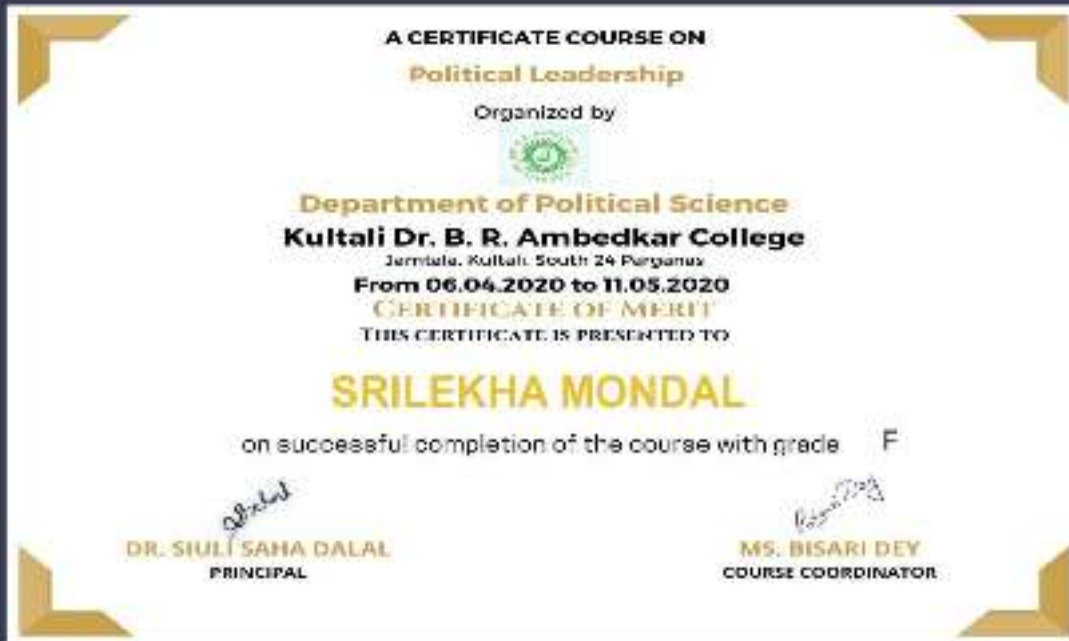 A CERTIFICATE COURSE ON
Political Leadership
Organized by
Department of Political Science
Kultali Dr. B. R. Ambedkar College
Jamtala, Kultali, South 24 Parganas
From 06.04.2020 to 11.05.2020
CERTIFICATE OF MERIT
THIS CERTIFICATE IS PRESENTED TO
SRILEKHA MONDAL
on successful completion of the course with grade F
DR. SIULI SAHA DALAL
PRINCIPAL
MS. BISARI DEY
COURSE COORDINATOR